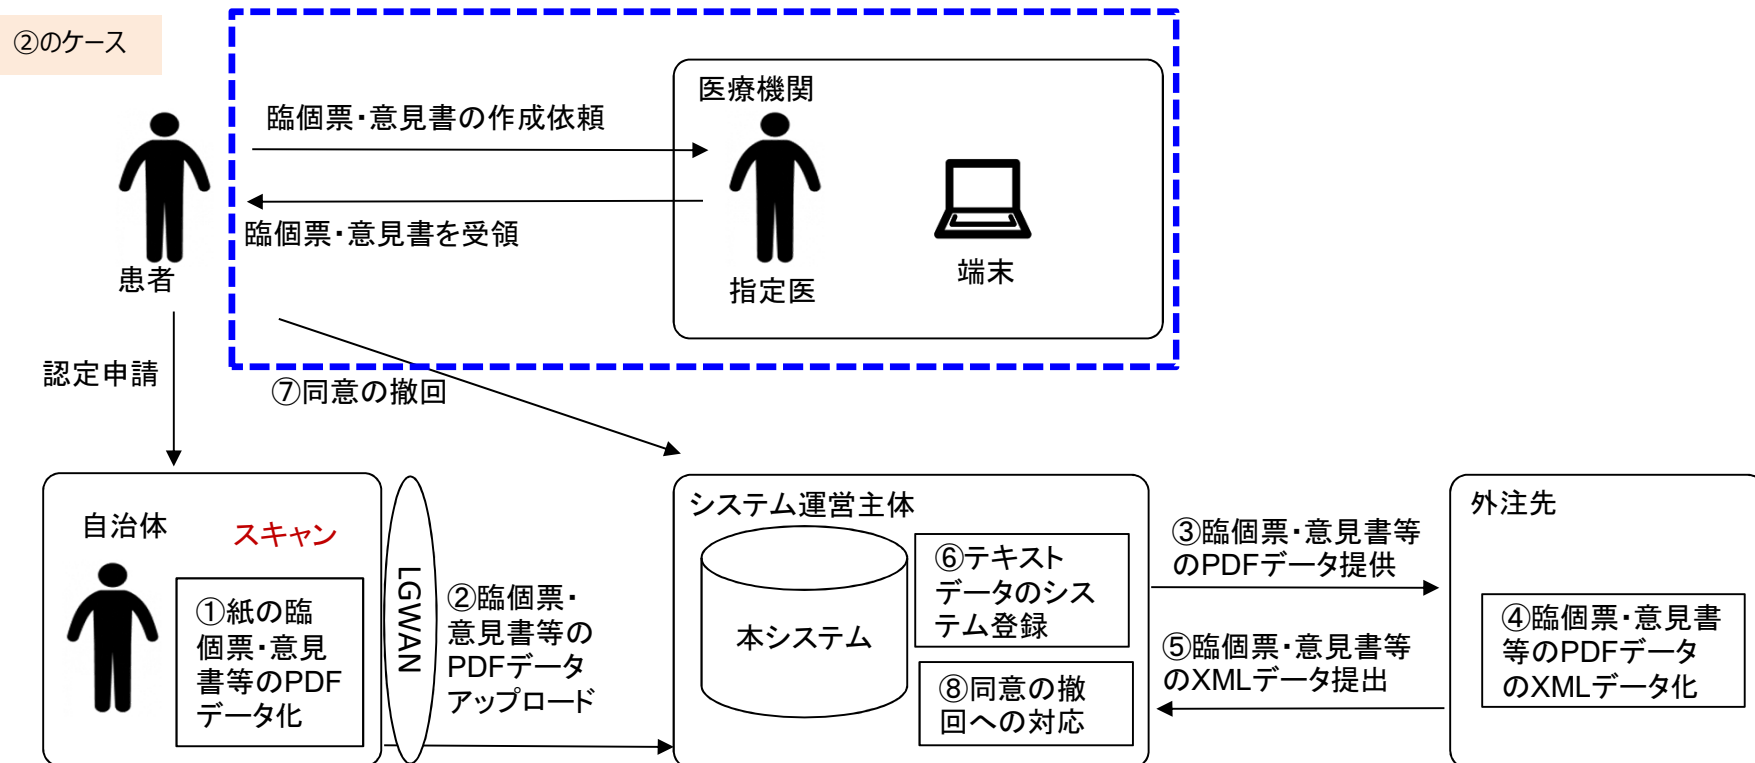 ②のケース
医療機関
臨個票・意見書の作成依頼
臨個票・意見書を受領
患者
指定医
端末
認定申請
⑦同意の撤回
自治体
スキャン
①紙の臨
個票・意見
書等のPDF
データ化
LGWAN
②臨個票・
意見書等の
PDFデータ
アップロード
システム運営主体
本システム
⑥テキスト
データのシス
テム登録
⑧同意の撤
回への対応
③臨個票・意見書等
のPDFデータ提供
⑤臨個票・意見書等
のXMLデータ提出
外注先
④臨個票・意見書
等のPDFデータ
のXMLデータ化